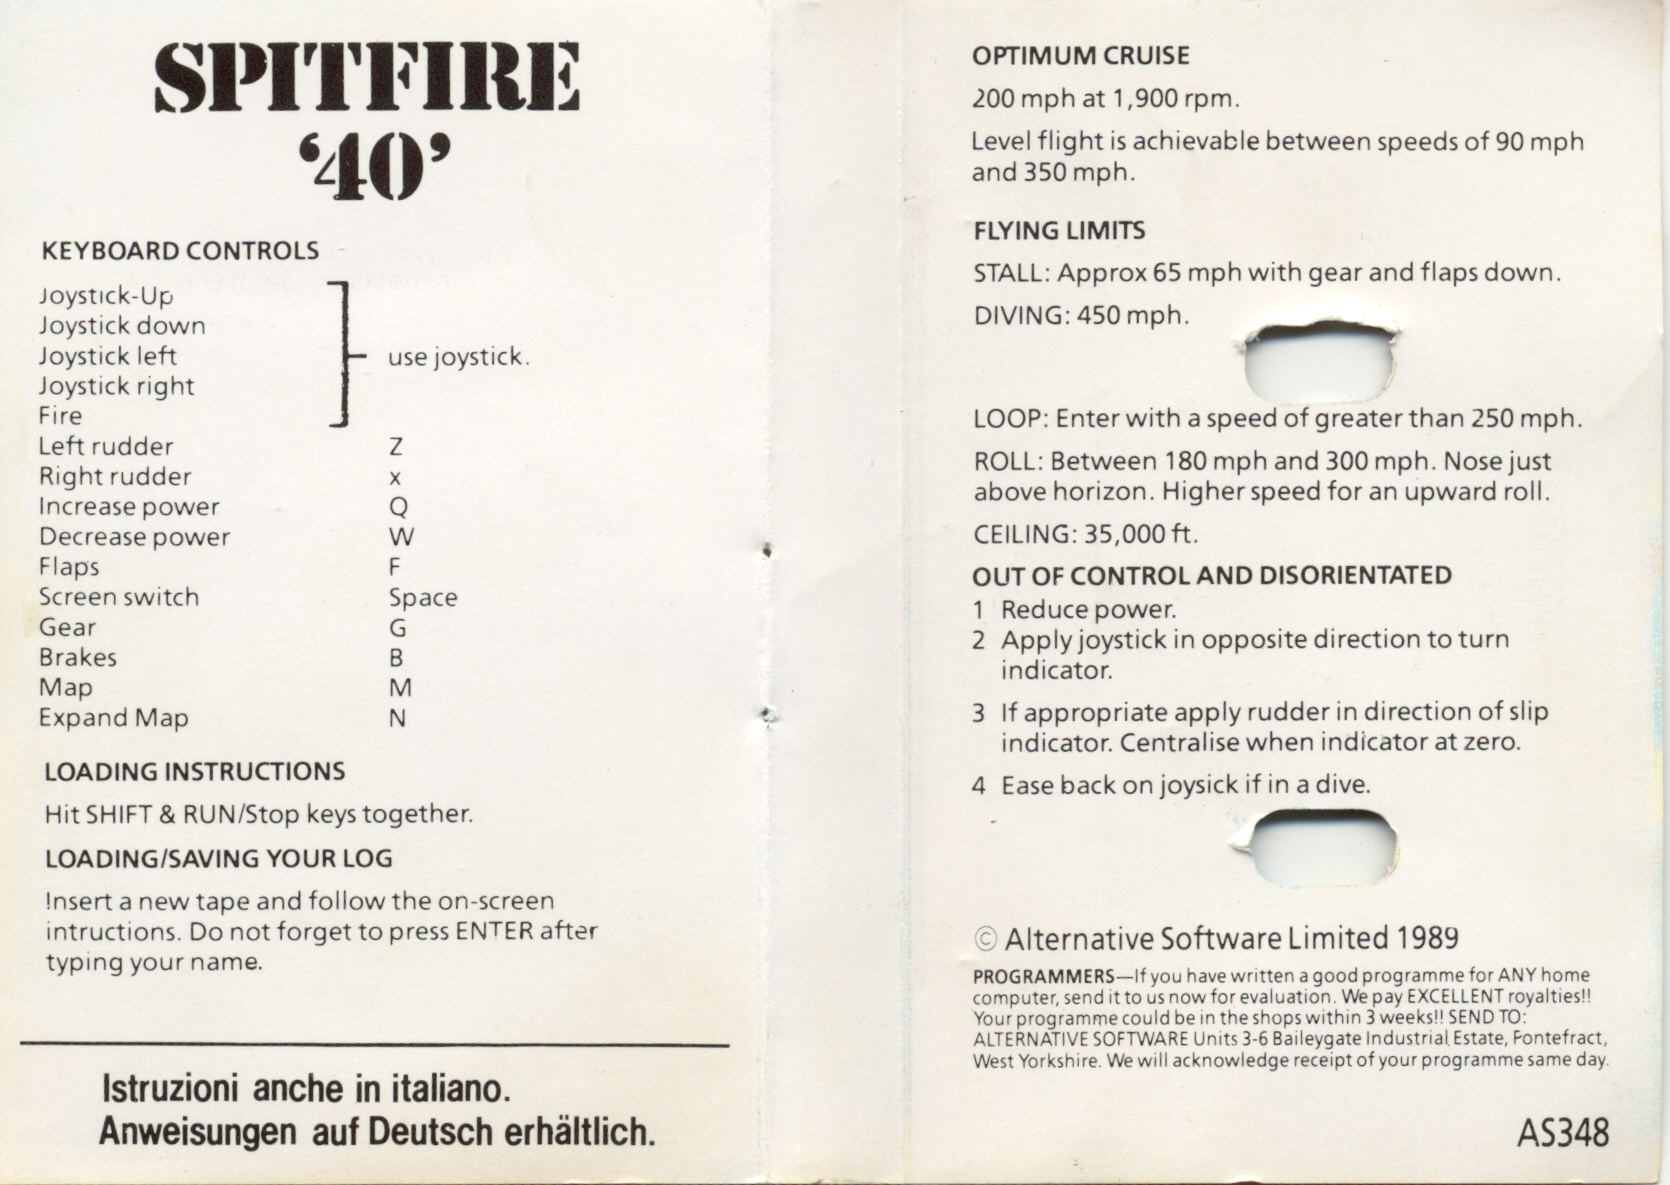 SPITFIRE
‘40’
KEYBOARD CONTROLS
Joystick-Up
Joystick down
Joystick left
use joystick.
Joystick right
Fire
Left rudder Z
Right rudder x
Increase power Q
Decrease power W
Flaps F
Screen switch Space
Gear G
Brakes B
Map M
Expand Map N
LOADING INSTRUCTIONS
Hit SHIFT & RUN/Stop keys together.
LOADING/SAVING YOUR LOG
Insert a new tape and follow the on-screen
intructions. Do not forget to press ENTER after
typing your name.
Istruzioni anche in italiano.
Anweisungen auf Deutsch erhältlich.
OPTIMUM CRUISE
200 mph at 1,900 rpm.
Level flight is achievable between speeds of 90 mph
and 350 mph.
FLYING LIMITS
STALL: Approx 65 mph with gear and flaps down.
DIVING: 450 mph.
LOOP: Enter with a speed of greater than 250 mph.
ROLL: Between 180 mph and 300 mph. Nose just
above horizon. Higher speed for an upward roll.
CEILING: 35,000 ft.
OUT OF CONTROL AND DISORIENTATED
1 Reduce power.
2 Apply joystick in opposite direction to turn
indicator.
3 If appropriate apply rudder in direction of slip
indicator. Centralise when indicator at zero.
4 Ease back on joysick if in a dive.
© Alternative Software Limited 1989
PROGRAMMERS—If you have written a good programme for ANY home
computer, send it to us now for evaluation. We pay EXCELLENT royalties!!
Your programme could be in the shops within 3 weeks!! SEND TO:
ALTERNATIVE SOFTWARE Units 3-6 Baileygate Industrial Estate, Pontefract,
West Yorkshire. We will acknowledge receipt of your programme same day.
AS348